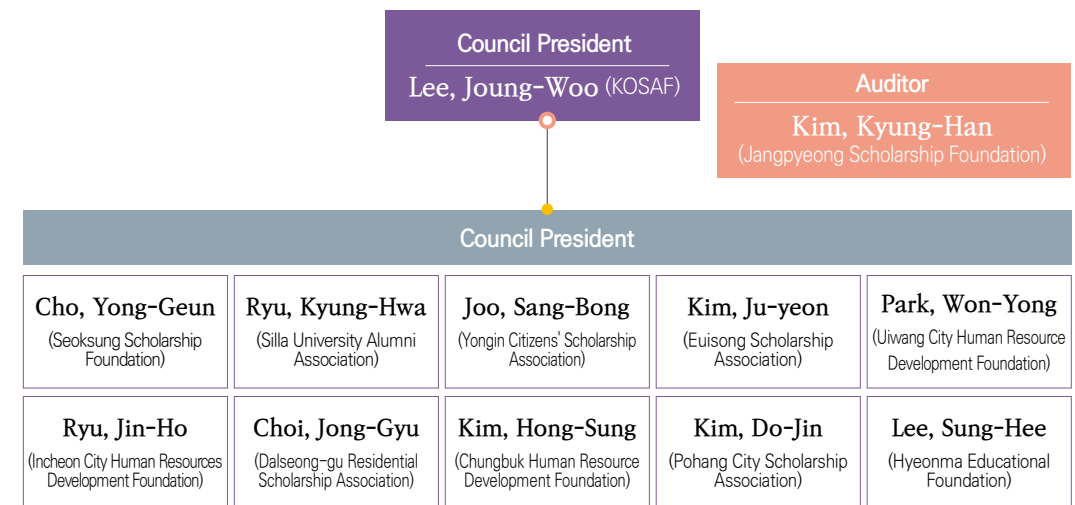 Council President
Lee, Joung-Woo (KOSAF)
Auditor
Kim, Kyung-Han
(Jangpyeong Scholarship Foundation)
Council President
Cho, Yong-Geun
(Seoksung Scholarship
Foundation)
Ryu, Kyung-Hwa
(Silla University Alumni
Association)
Joo, Sang-Bong
(Yongin Citizens' Scholarship
Association)
Kim, Ju-yeon
(Euisong Scholarship
Association)
Park, Won-Yong
(Uiwang City Human Resource
Development Foundation)
Ryu, Jin-Ho
(Incheon City Human Resources
Development Foundation)
Choi, Jong-Gyu
(Dalseong-gu Residential
Scholarship Association)
Kim, Hong-Sung
(Chungbuk Human Resource
Development Foundation)
Kim, Do-Jin
(Pohang City Scholarship
Association)
Lee, Sung-Hee
(Hyeonma Educational
Foundation)